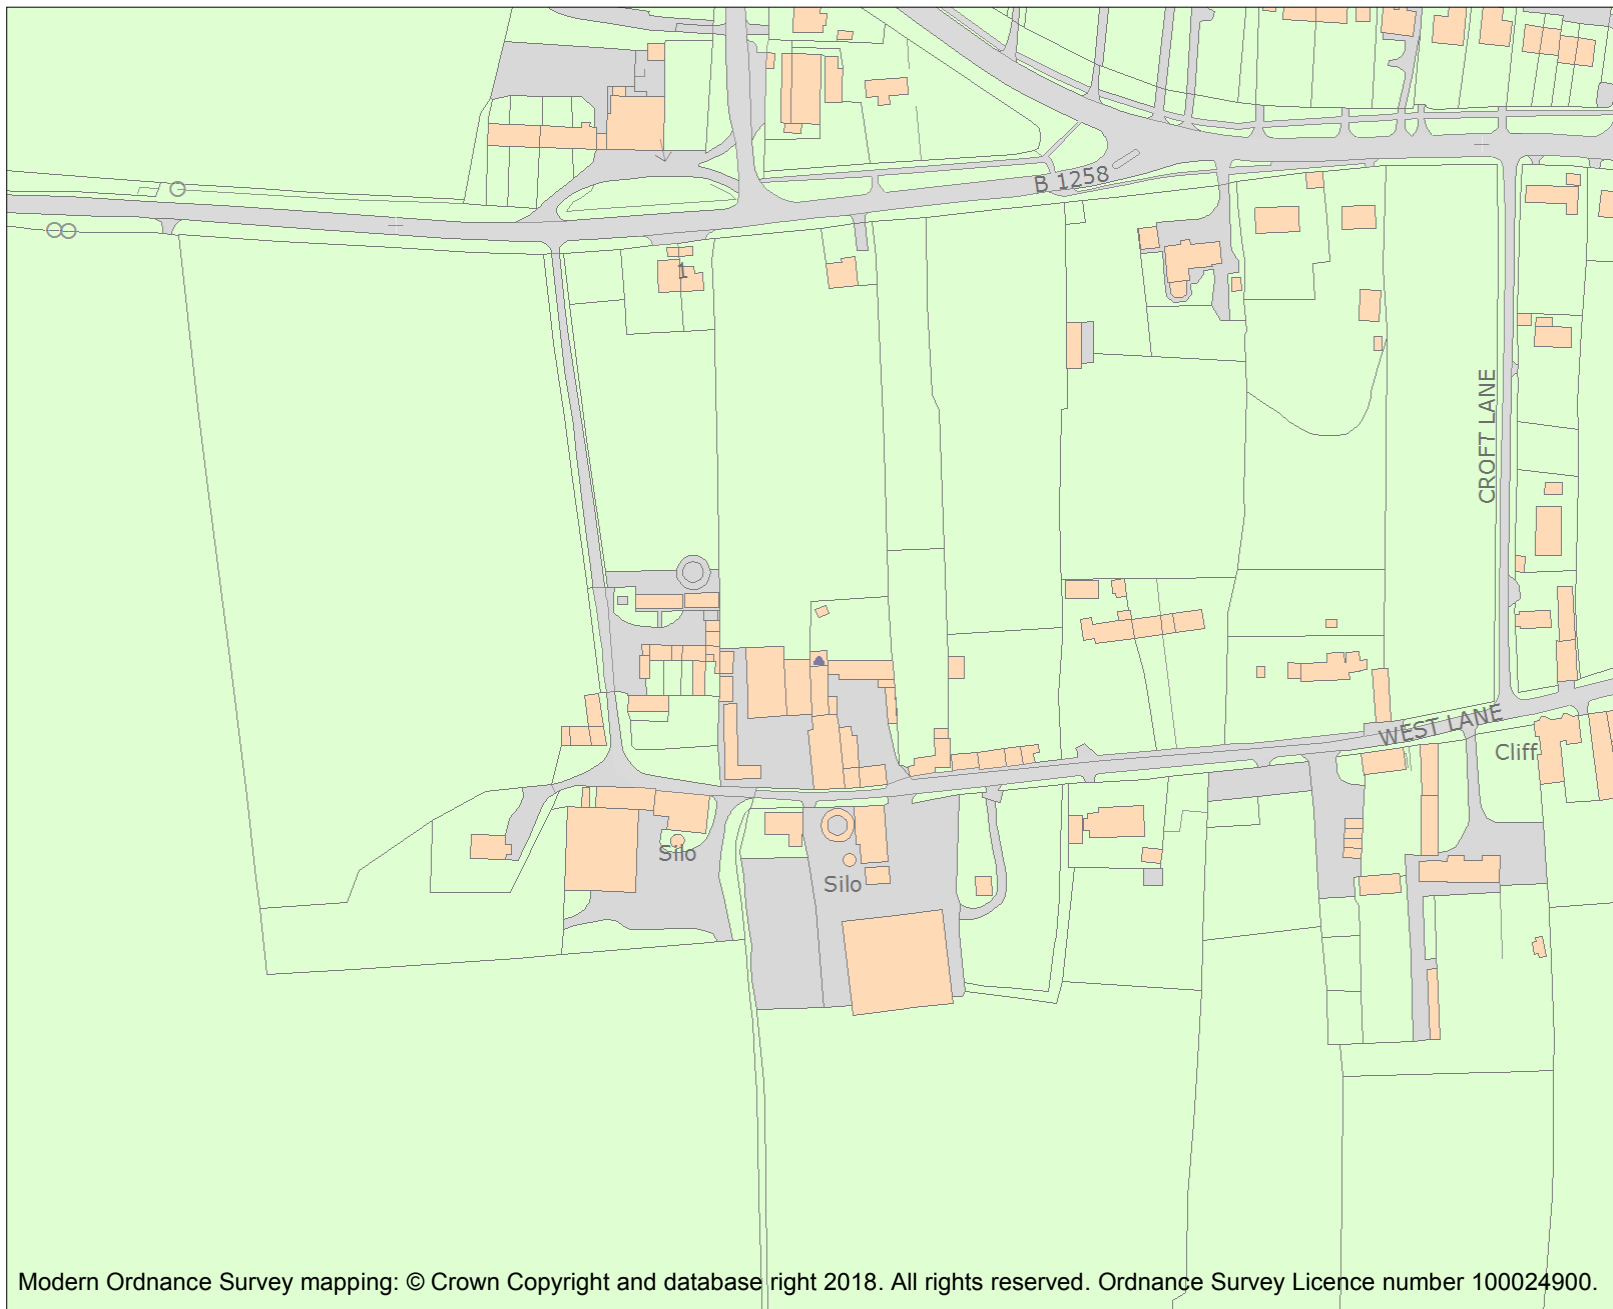 B 1258
1
CROFT LANE
WEST LANE
Cliff
Silo
Silo
Modern Ordnance Survey mapping: © Crown Copyright and database right 2018. All rights reserved. Ordnance Survey Licence number 100024900.